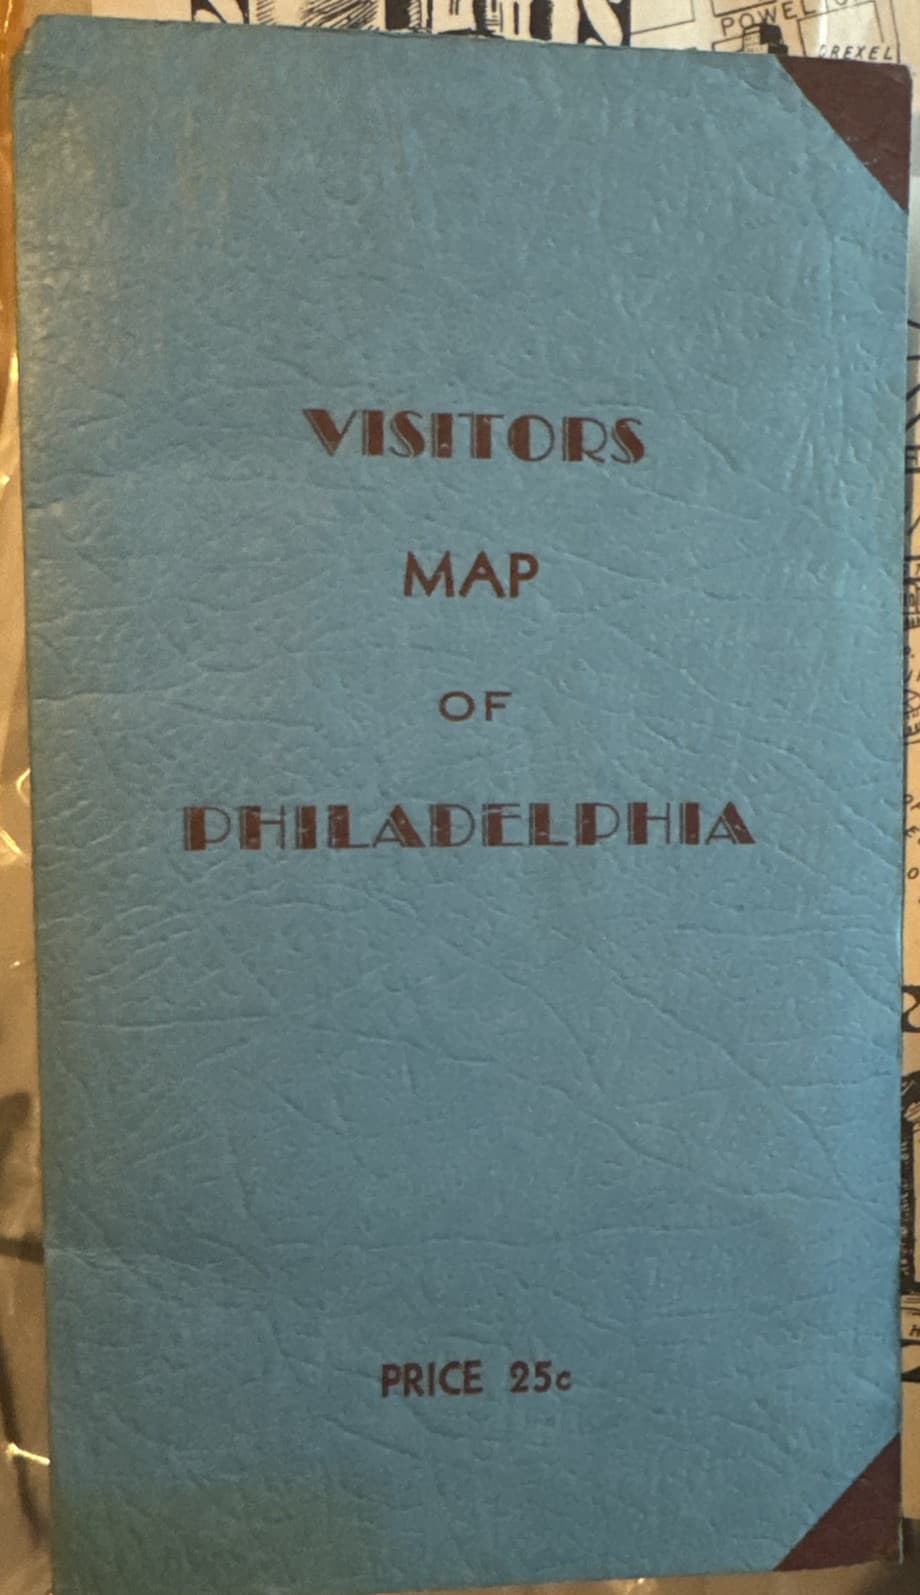 POWEL
DREXEL
VISITORS
MAP
OF
PHILADELPHIA
PRICE 25c